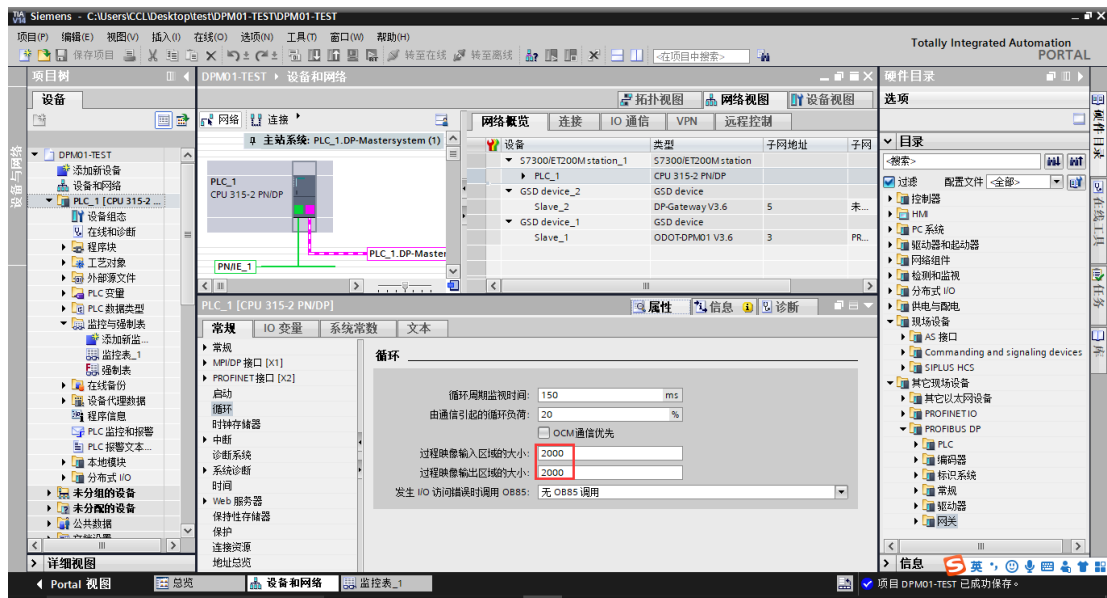 Siemens - C:\Users\CCL\Desktop\test\DPM01-TEST\DPM01-TEST
项目(P) 编辑(E) 视图(V) 插入(I) 在线(O) 选项(N) 工具(T) 窗口(W) 帮助(H)
Totally Integrated Automation
PORTAL
保存项目 转至在线 转至离线 <在项目中搜索>
项目树
设备
DPM01-TEST
添加新设备
设备和网络
PLC_1 [CPU 315-2 ...
设备组态
在线和诊断
程序块
工艺对象
外部源文件
PLC 变量
PLC 数据类型
监控与强制表
添加新监...
监控表_1
强制表
在线备份
设备代理数据
程序信息
PLC 监控和报警
PLC 报警文本...
本地模块
分布式 I/O
未分组的设备
未分配的设备
公共数据
详细视图
设备与网络
DPM01-TEST ▸ 设备和网络
拓扑视图 网络视图 设备视图
网络 连接
主站系统: PLC_1.DP-Mastersystem (1)
PLC_1
CPU 315-2 PN/DP
PLC_1.DP-Master
PN/IE_1
网络概览 连接 IO 通信 VPN 远程控制
设备 类型 子网地址 子网
S7300/ET200M station_1 S7300/ET200M station
PLC_1 CPU 315-2 PN/DP
GSD device_2 GSD device
Slave_2 DP-Gateway V3.6 5 未...
GSD device_1 GSD device
Slave_1 ODOT-DPM01 V3.6 3 PR...
PLC_1 [CPU 315-2 PN/DP]
属性 信息 诊断
常规 IO 变量 系统常数 文本
常规
MPI/DP 接口 [X1]
PROFINET 接口 [X2]
启动
循环
时钟存储器
中断
诊断系统
系统诊断
时间
Web 服务器
保持性存储器
保护
连接资源
地址总览
循环
循环周期监视时间: 150 ms
由通信引起的循环负荷: 20 %
OCM 通信优先
过程映像输入区域的大小: 2000
过程映像输出区域的大小: 2000
发生 I/O 访问错误时调用 OB85: 无 OB85 调用
硬件目录
选项
目录
<搜索>
过滤 配置文件 <全部>
控制器
HMI
PC 系统
驱动器和起动器
网络组件
检测和监视
分布式 I/O
供电与配电
现场设备
AS 接口
Commanding and signaling devices
SIPLUS HCS
其它现场设备
其它以太网设备
PROFINET IO
PROFIBUS DP
PLC
编码器
标识系统
常规
驱动器
网关
信息
硬件目录
在线工具
任务
库
英
Portal 视图 总览 设备和网络 监控表_1
项目 DPM01-TEST 已成功保存。